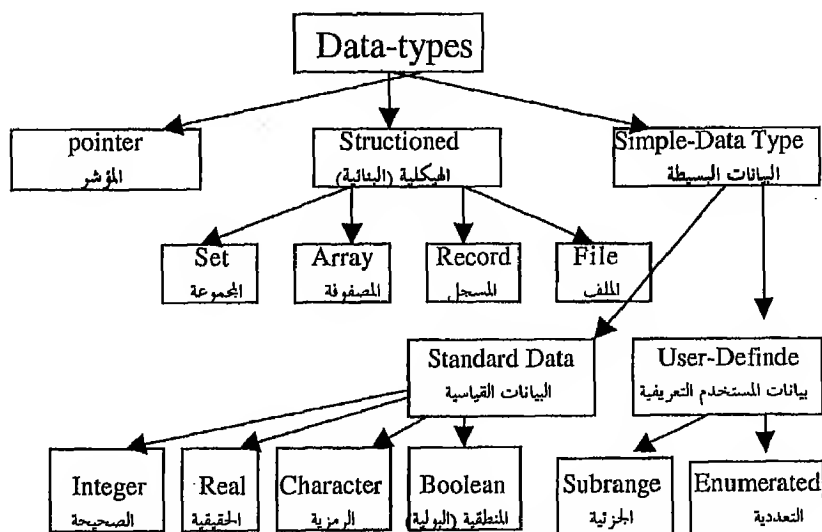 Data-types
pointer
المؤشر
Structioned
الهيكلية (البنائية)
Simple-Data Type
البيانات البسيطة
Set
المجموعة
Array
المصفوفة
Record
المسجل
File
الملف
Standard Data
البيانات القياسية
User-Definde
بيانات المستخدم التعريفية
Integer
الصحيحة
Real
الحقيقية
Character
الرمزية
Boolean
المنطقية (البولية)
Subrange
الجزئية
Enumerated
التعددية